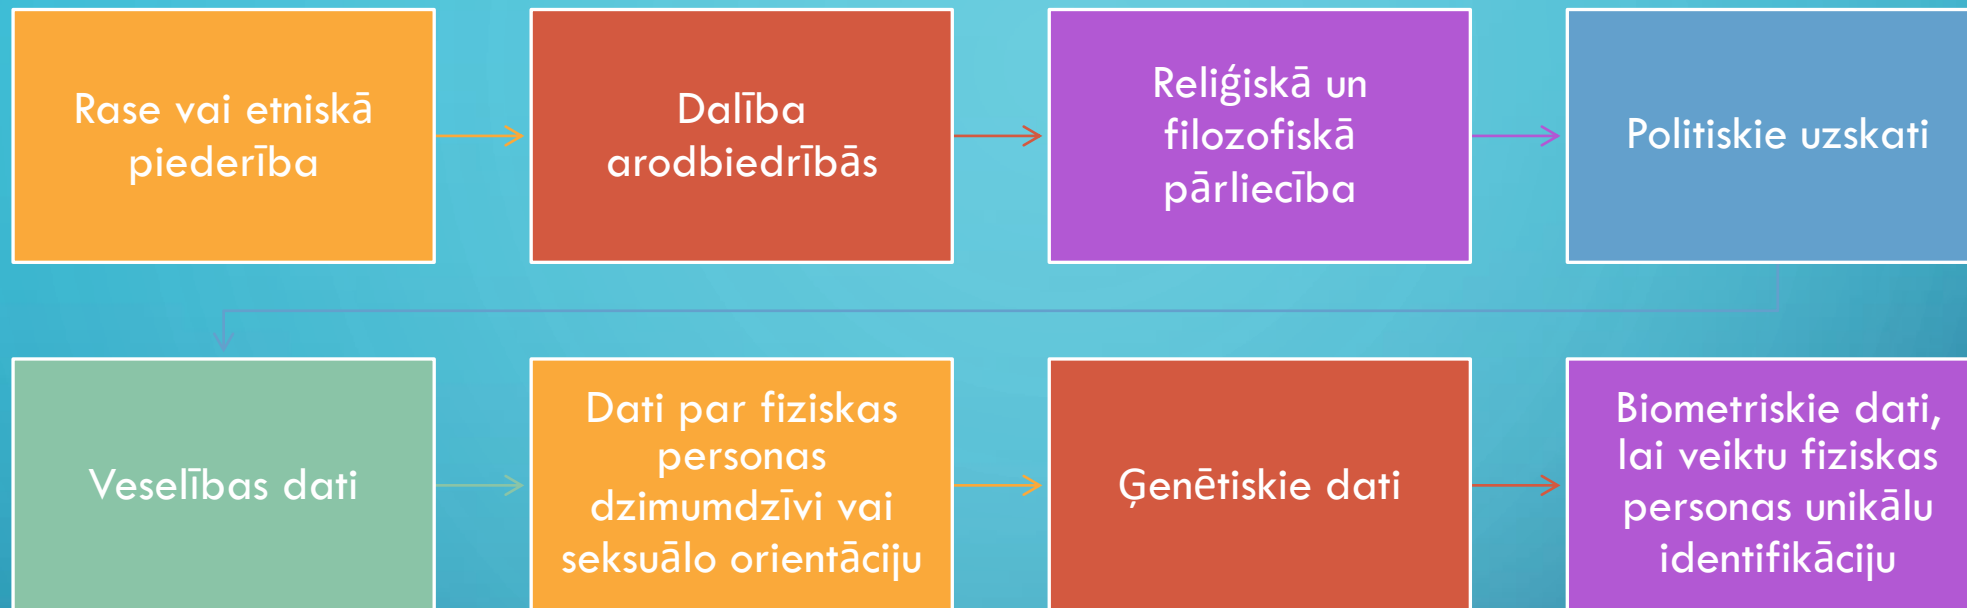 Rase vai etniskā
piederība
Dalība
arodbiedrībās
Reliģiskā un
filozofiskā
pārliecība
Politiskie uzskati
Veselības dati
Dati par fiziskas
personas
dzimumdzīvi vai
seksuālo orientāciju
Ģenētiskie dati
Biometriskie dati,
lai veiktu fiziskas
personas unikālu
identifikāciju